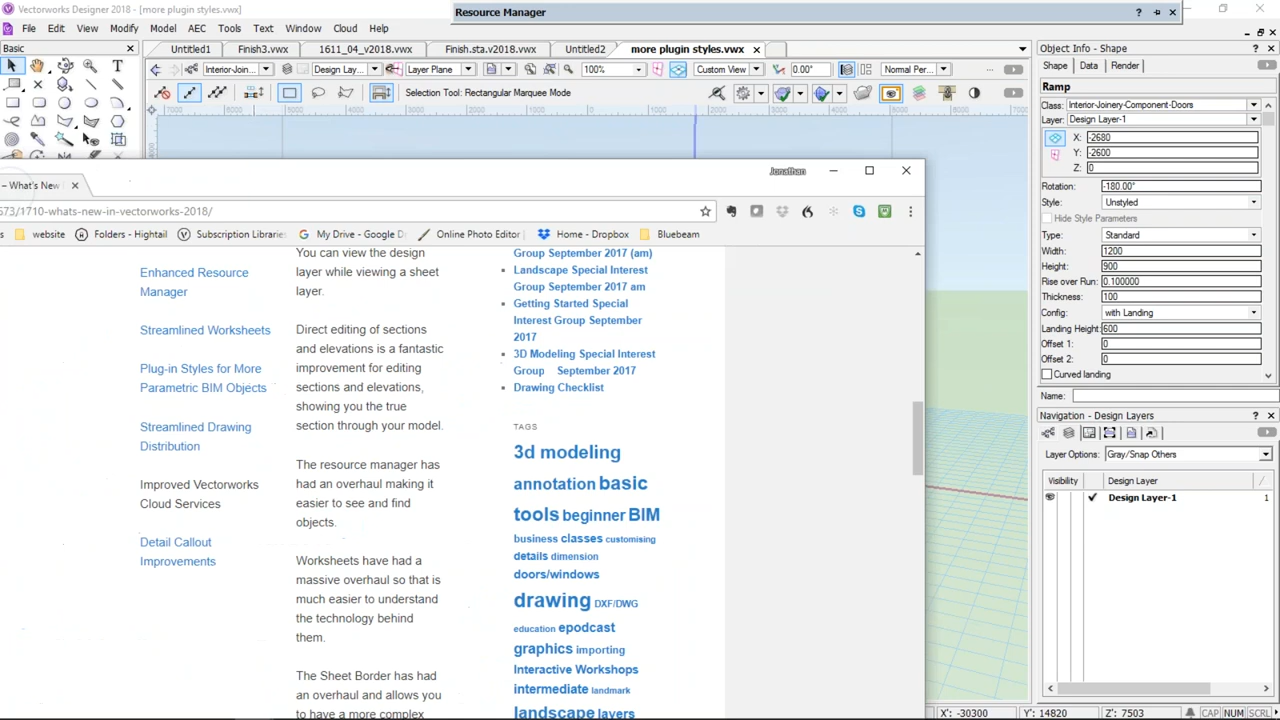 Vectorworks Designer 2018 - [more plugin styles.vwx]
Resource Manager
File Edit View Modify Model AEC Tools Text Window Cloud Help
Basic
Untitled1 Finish3.vwx 1611_04_v2018.vwx Finish.sta.v2018.vwx Untitled2 more plugin styles.vwx
Interior-Join... Design Lay... Layer Plane 100% Custom View 0.00° Normal Per...
Selection Tool: Rectangular Marquee Mode
Object Info - Shape
Shape Data Render
Ramp
Class: Interior-Joinery-Component-Doors
Layer: Design Layer-1
X: -2680
Y: -2600
Z: 0
Rotation: -180.00°
Style: Unstyled
Hide Style Parameters
Type: Standard
Width: 1200
Height: 900
Rise over Run: 0.100000
Thickness: 100
Config: with Landing
Landing Height: 600
Offset 1: 0
Offset 2: 0
Curved landing
Name:
Navigation - Design Layers
Layer Options: Gray/Snap Others
Visibility Design Layer
Design Layer-1 1
Jonathan
– What's New
573/1710-whats-new-in-vectorworks-2018/
website Folders - Hightail Subscription Libraries My Drive - Google D Online Photo Editor Home - Dropbox Bluebeam
Enhanced Resource
Manager
Streamlined Worksheets
Plug-in Styles for More
Parametric BIM Objects
Streamlined Drawing
Distribution
Improved Vectorworks
Cloud Services
Detail Callout
Improvements
You can view the design
layer while viewing a sheet
layer.
Direct editing of sections
and elevations is a fantastic
improvement for editing
sections and elevations,
showing you the true
section through your model.
The resource manager has
had an overhaul making it
easier to see and find
objects.
Worksheets have had a
massive overhaul so that is
much easier to understand
the technology behind
them.
The Sheet Border has had
an overhaul and allows you
to have a more complex
Group September 2017 (am)
Landscape Special Interest
Group September 2017 am
Getting Started Special
Interest Group September
2017
3D Modeling Special Interest
Group September 2017
Drawing Checklist
TAGS
3d modeling
annotation basic
tools beginner BIM
business classes customising
details dimension
doors/windows
drawing DXF/DWG
education epodcast
graphics importing
Interactive Workshops
intermediate landmark
landscape layers
X': -30300 Y': 14820 Z': 7503 CAP NUM SCRL